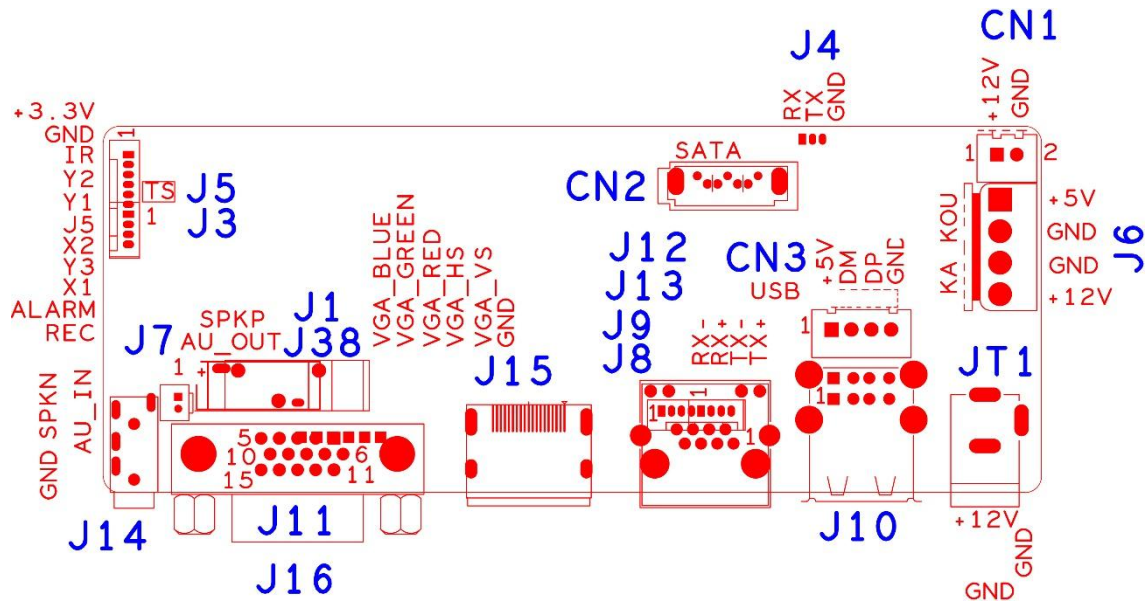 CN1
J4
+12V
GND
RX
TX
GND
+3.3V
GND
IR
Y2
Y1
J5
X2
Y3
X1
ALARM
REC
1
TS
1
J5
J3
SATA
CN2
1
2
+5V
GND
GND
+12V
KA KOU
J6
VGA_BLUE
VGA_GREEN
VGA_RED
VGA_HS
VGA_VS
GND
J12
J13
J9
J8
CN3
USB
+5V
DM
DP
GND
1
RX-
RX+
TX-
TX+
J7
SPKP
AU_OUT
J1
J38
1
+
J15
JT1
GND SPKN
AU_IN
5
10
15
6
11
1
1
1
1
J14
J11
J16
J10
+12V
GND
GND